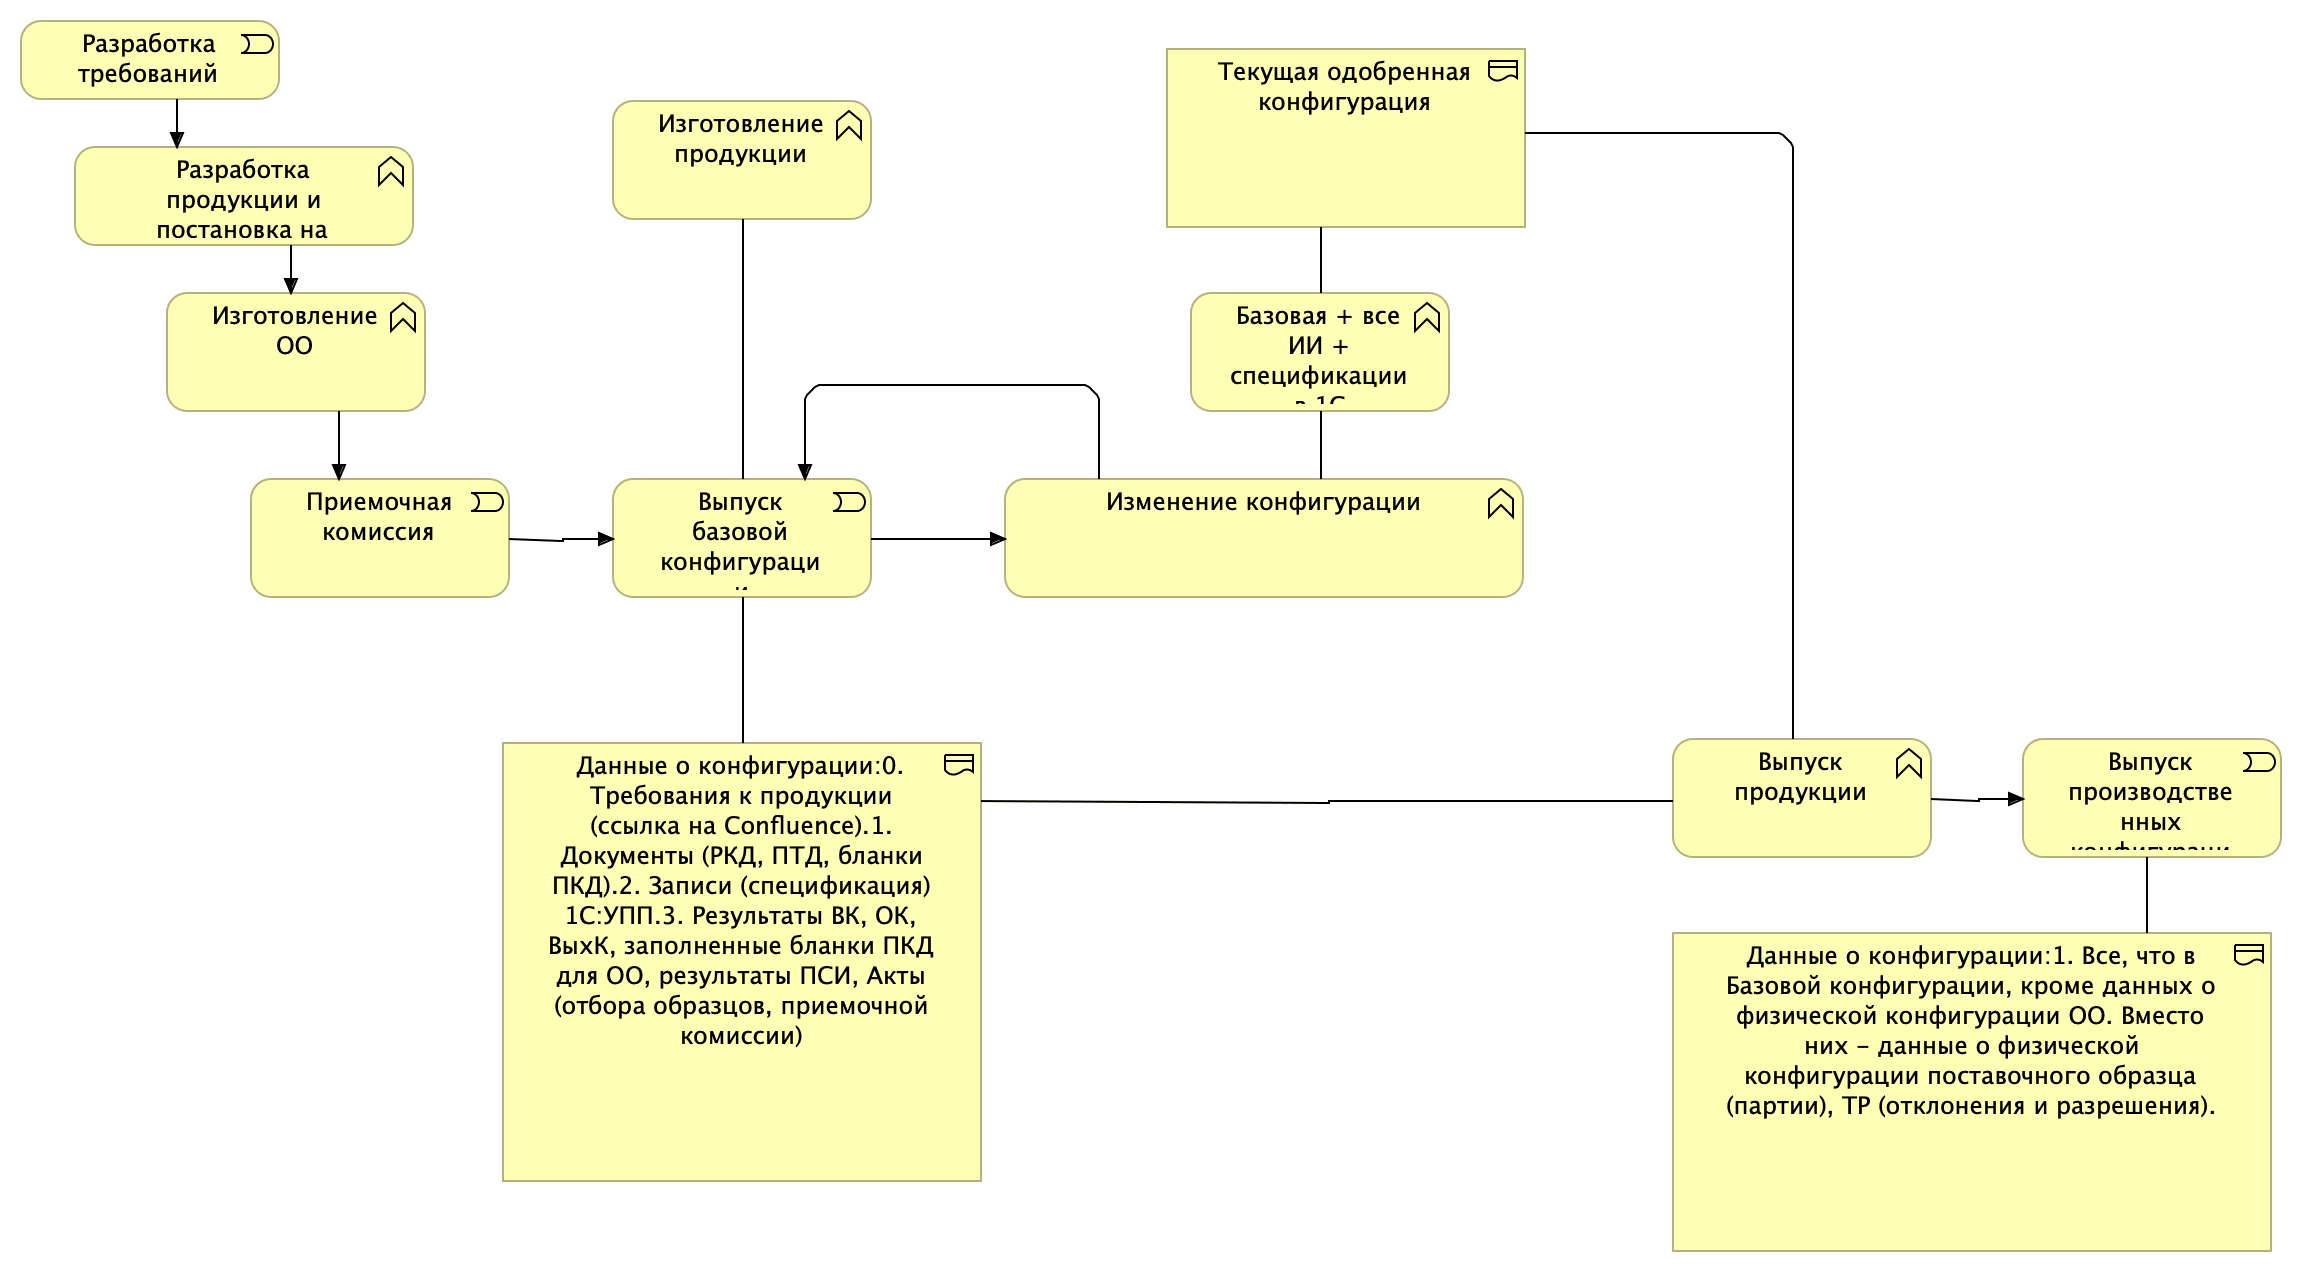 Разработка
требований
Разработка
продукции и
постановка на
Изготовление
ОО
Приемочная
комиссия
Изготовление
продукции
Выпуск
базовой
конфигураци
и
Текущая одобренная
конфигурация
Базовая + все
ИИ +
спецификации
в 1С
Изменение конфигурации
Данные о конфигурации:0.
Требования к продукции
(ссылка на Confluence).1.
Документы (РКД, ПТД, бланки
ПКД).2. Записи (спецификация)
1С:УПП.3. Результаты ВК, ОК,
ВыхК, заполненные бланки ПКД
для ОО, результаты ПСИ, Акты
(отбора образцов, приемочной
комиссии)
Выпуск
продукции
Выпуск
производстве
нных
конфигураци
Данные о конфигурации:1. Все, что в
Базовой конфигурации, кроме данных о
физической конфигурации ОО. Вместо
них – данные о физической
конфигурации поставочного образца
(партии), ТР (отклонения и разрешения).